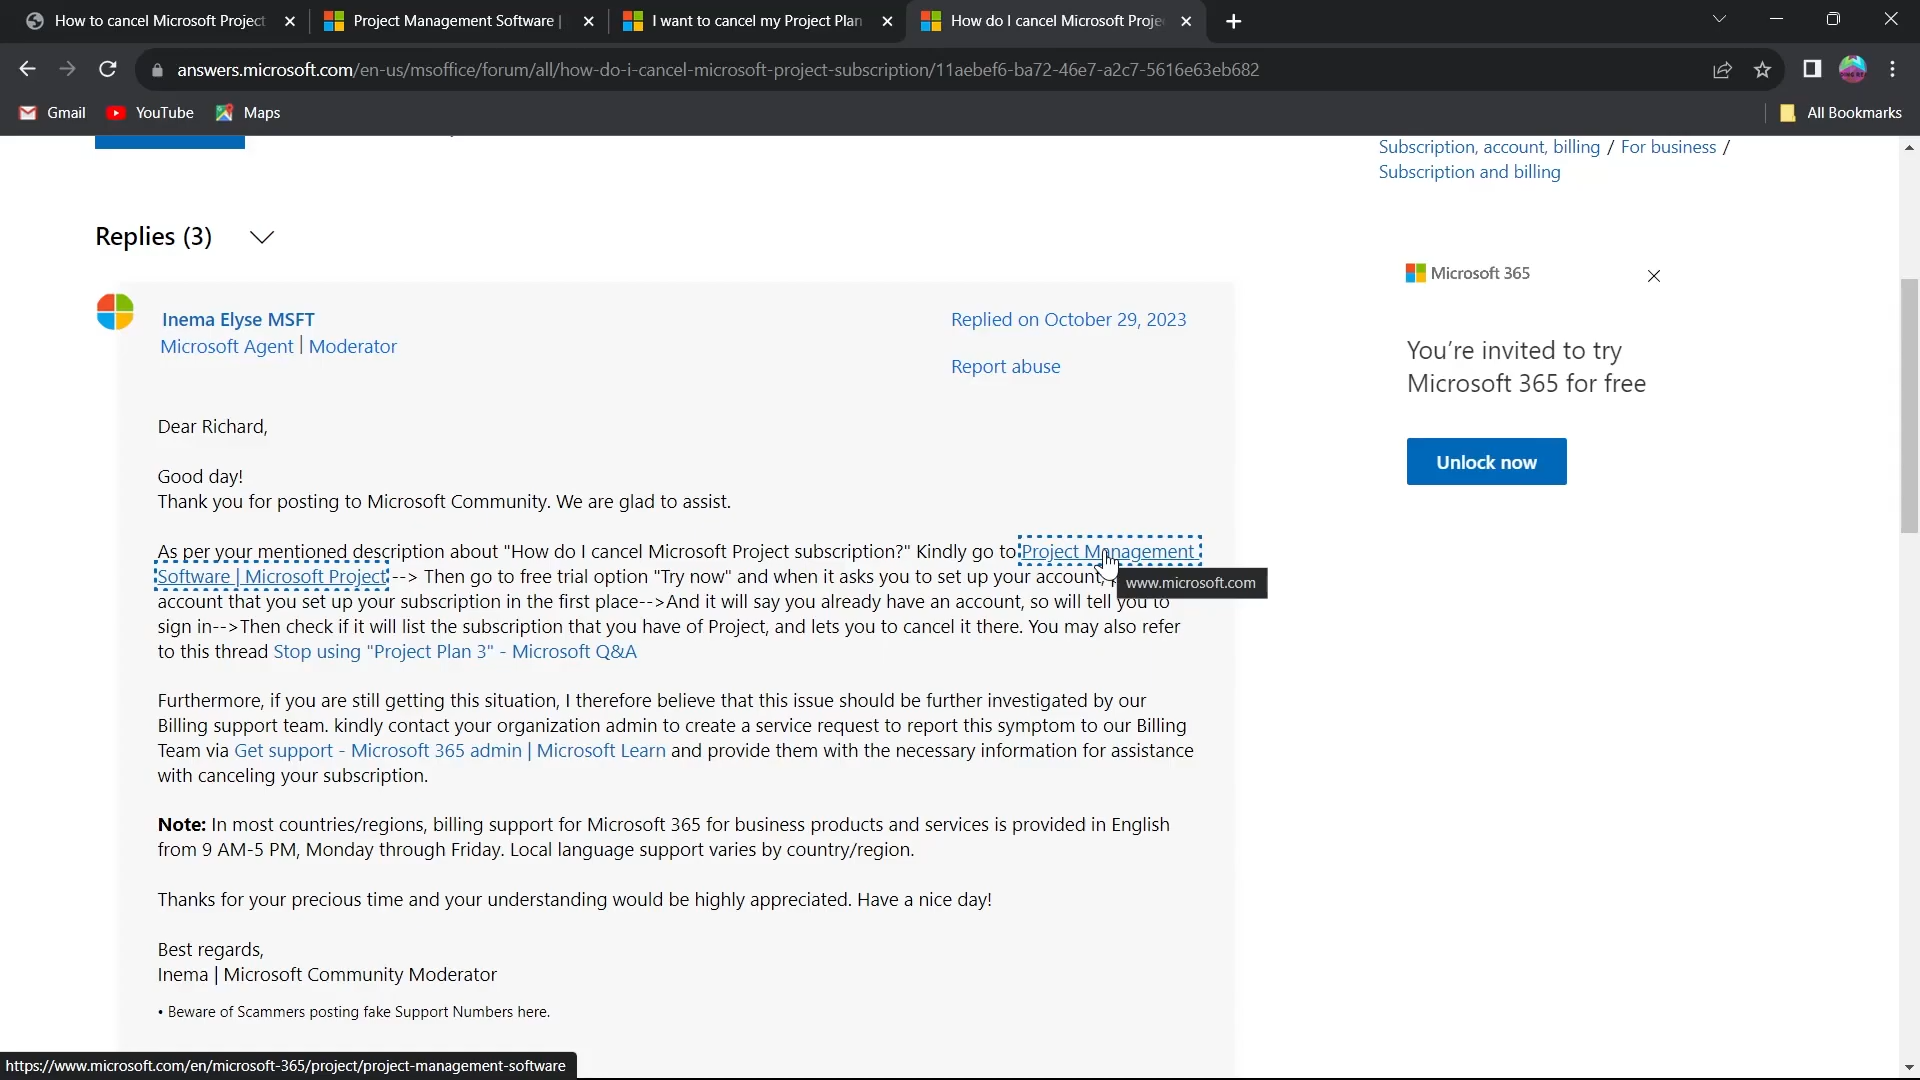 How to cancel Microsoft Project
Project Management Software |
I want to cancel my Project Plan
How do I cancel Microsoft Proje
answers.microsoft.com/en-us/msoffice/forum/all/how-do-i-cancel-microsoft-project-subscription/11aebef6-ba72-46e7-a2c7-5616e63eb682
Gmail
YouTube
Maps
All Bookmarks
Subscription, account, billing / For business /
Subscription and billing
Replies (3)
Microsoft 365
You're invited to try
Microsoft 365 for free
Unlock now
Inema Elyse MSFT
Microsoft Agent | Moderator
Replied on October 29, 2023
Report abuse
Dear Richard,
Good day!
Thank you for posting to Microsoft Community. We are glad to assist.
As per your mentioned description about "How do I cancel Microsoft Project subscription?" Kindly go to Project Management
Software | Microsoft Project--> Then go to free trial option "Try now" and when it asks you to set up your account,
www.microsoft.com
account that you set up your subscription in the first place-->And it will say you already have an account, so will tell you to
sign in-->Then check if it will list the subscription that you have of Project, and lets you to cancel it there. You may also refer
to this thread Stop using "Project Plan 3" - Microsoft Q&A
Furthermore, if you are still getting this situation, I therefore believe that this issue should be further investigated by our
Billing support team. kindly contact your organization admin to create a service request to report this symptom to our Billing
Team via Get support - Microsoft 365 admin | Microsoft Learn and provide them with the necessary information for assistance
with canceling your subscription.
Note: In most countries/regions, billing support for Microsoft 365 for business products and services is provided in English
from 9 AM-5 PM, Monday through Friday. Local language support varies by country/region.
Thanks for your precious time and your understanding would be highly appreciated. Have a nice day!
Best regards,
Inema | Microsoft Community Moderator
• Beware of Scammers posting fake Support Numbers here.
https://www.microsoft.com/en/microsoft-365/project/project-management-software